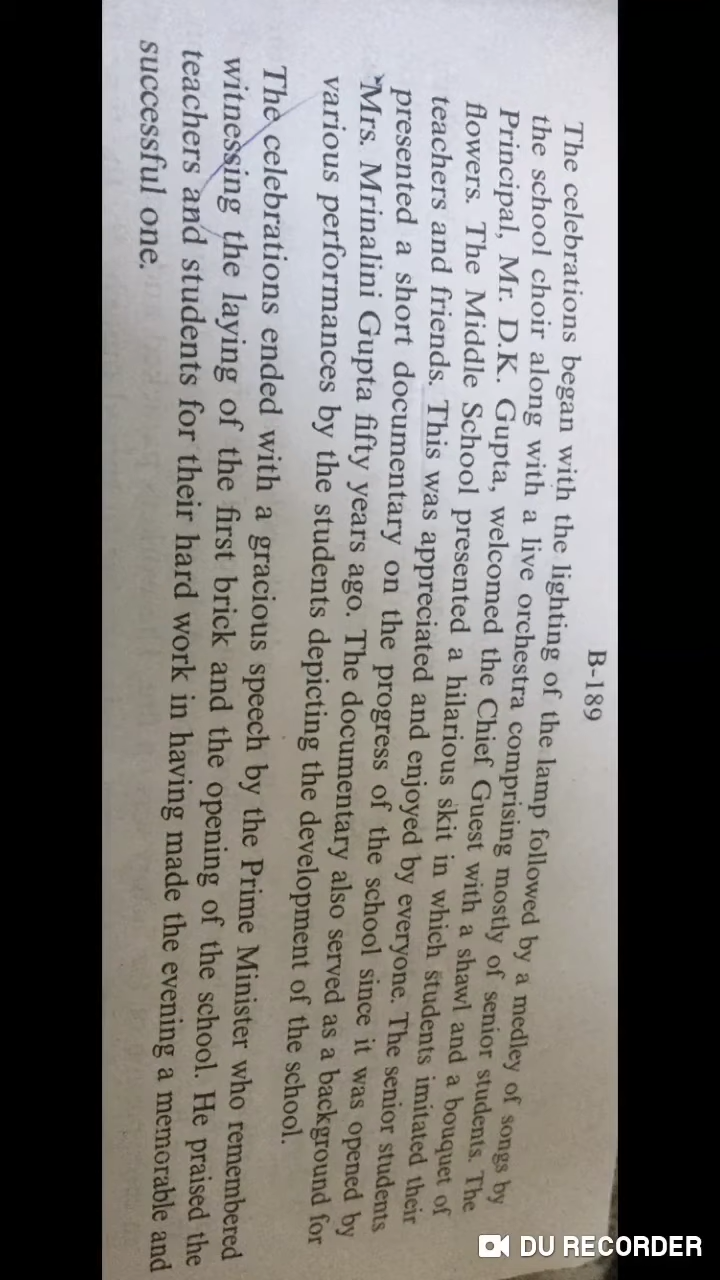 B-189
The celebrations began with the lighting of the lamp followed by a medley of songs by
the school choir along with a live orchestra comprising mostly of senior students. The
Principal, Mr. D.K. Gupta, welcomed the Chief Guest with a shawl and a bouquet of
flowers. The Middle School presented a hilarious skit in which students imitated their
teachers and friends. This was appreciated and enjoyed by everyone. The senior students
presented a short documentary on the progress of the school since it was opened by
Mrs. Mrinalini Gupta fifty years ago. The documentary also served as a background for
various performances by the students depicting the development of the school.
The celebrations ended with a gracious speech by the Prime Minister who remembered
witnessing the laying of the first brick and the opening of the school. He praised the
teachers and students for their hard work in having made the evening a memorable and
successful one.
DU RECORDER